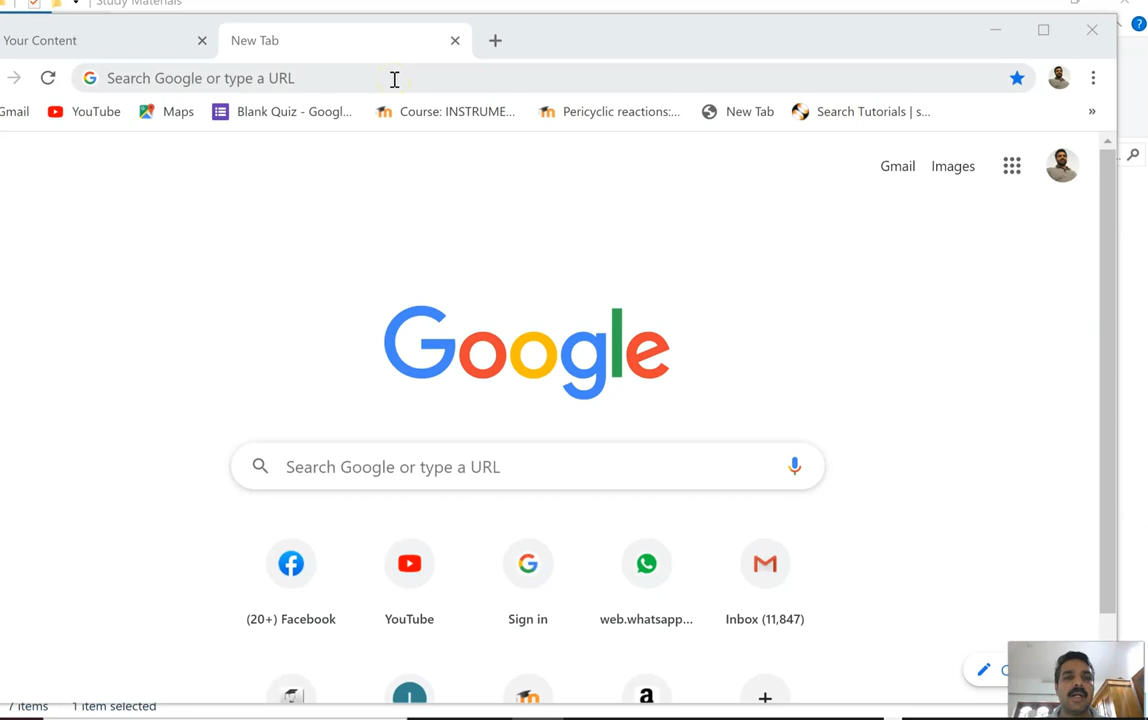 Study Materials
Your Content
New Tab
Search Google or type a URL
Gmail
YouTube
Maps
Blank Quiz - Googl...
Course: INSTRUME...
Pericyclic reactions:...
New Tab
Search Tutorials | s...
»
Gmail
Images
Google
Search Google or type a URL
(20+) Facebook
YouTube
Sign in
web.whatsapp...
Inbox (11,847)
7 items
1 item selected